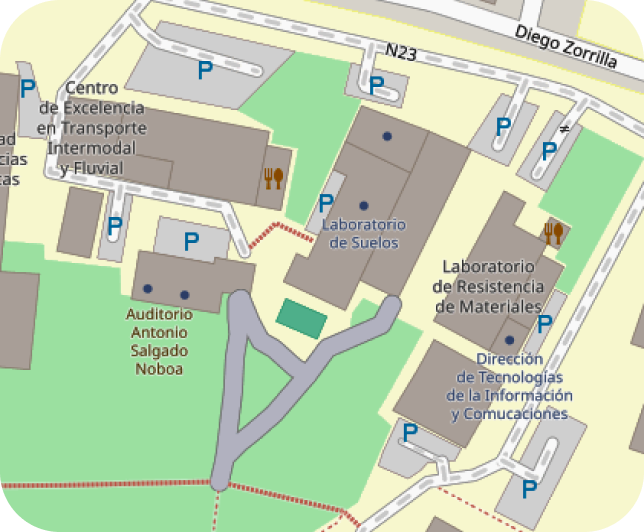 Diego Zorrilla
N23
P
P
P
Centro
de Excelencia
en Transporte
Intermodal
y Fluvial
ad
cias
cas
P
≠
P
P
Laboratorio
de Suelos
P
P
Laboratorio
de Resistencia
de Materiales
Auditorio
Antonio
Salgado
Noboa
P
Dirección
de Tecnologías
de la Información
y Comucaciones
P
P